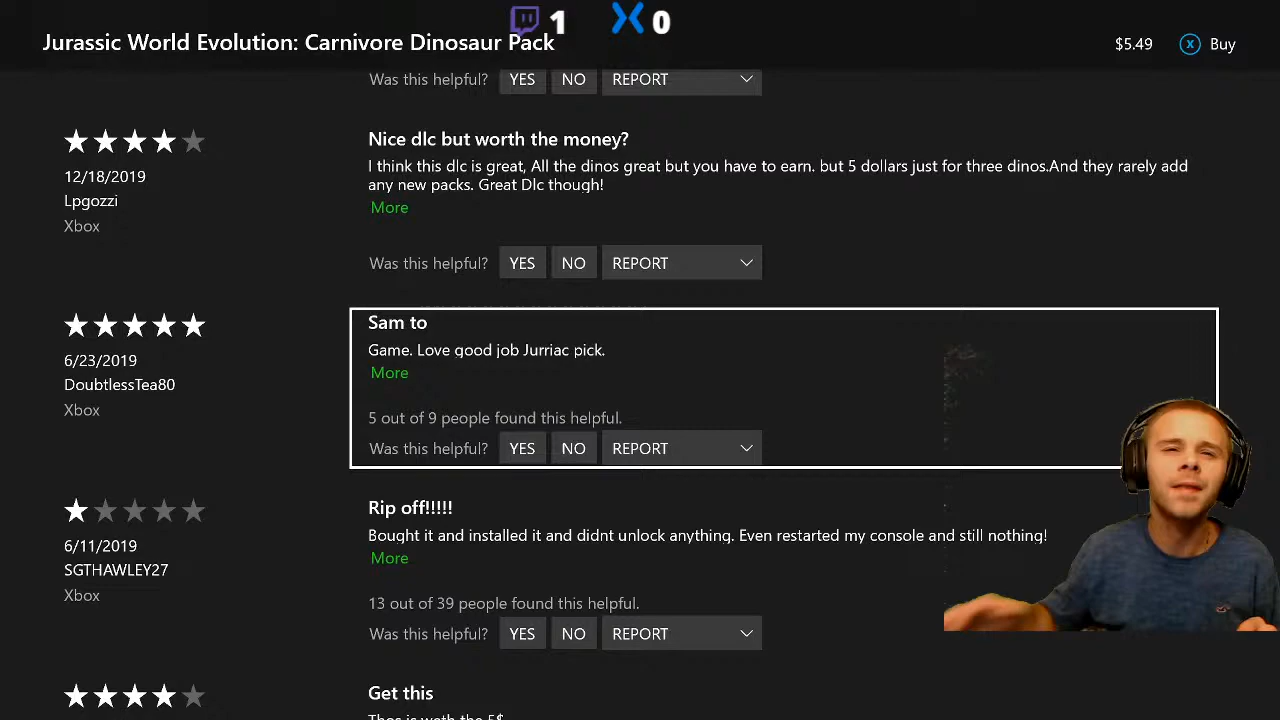 1 0
Jurassic World Evolution: Carnivore Dinosaur Pack
$5.49 X Buy
Was this helpful? YES NO REPORT
Nice dlc but worth the money?
I think this dlc is great, All the dinos great but you have to earn. but 5 dollars just for three dinos.And they rarely add
any new packs. Great Dlc though!
More
12/18/2019
Lpgozzi
Xbox
Was this helpful? YES NO REPORT
Sam to
Game. Love good job Jurriac pick.
More
6/23/2019
DoubtlessTea80
Xbox
5 out of 9 people found this helpful.
Was this helpful? YES NO REPORT
Rip off!!!!!
Bought it and installed it and didnt unlock anything. Even restarted my console and still nothing!
More
6/11/2019
SGTHAWLEY27
Xbox
13 out of 39 people found this helpful.
Was this helpful? YES NO REPORT
Get this
Thos is weth the 5$